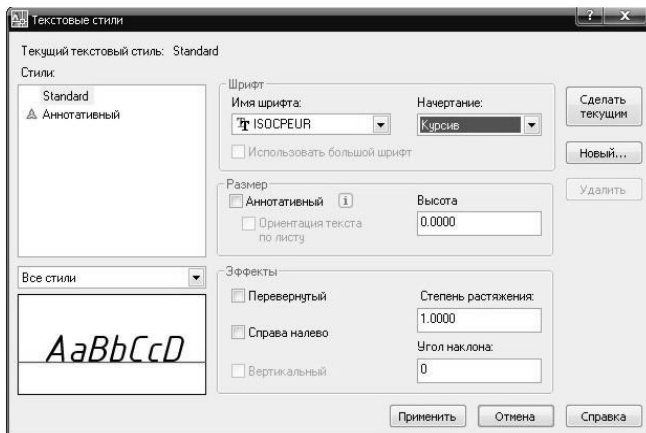 Текстовые стили
Текущий текстовый стиль: Standard
Стили:
Standard
Аннотативный
Все стили
AaBbCcD
Шрифт
Имя шрифта:
ISOCPEUR
Начертание:
Курсив
Использовать большой шрифт
Размер
Аннотативный
Ориентация текста
по листу
Высота
0.0000
Эффекты
Перевернутый
Справа налево
Вертикальный
Степень растяжения:
1.0000
Угол наклона:
0
Сделать
текущим
Новый...
Удалить
Применить
Отмена
Справка